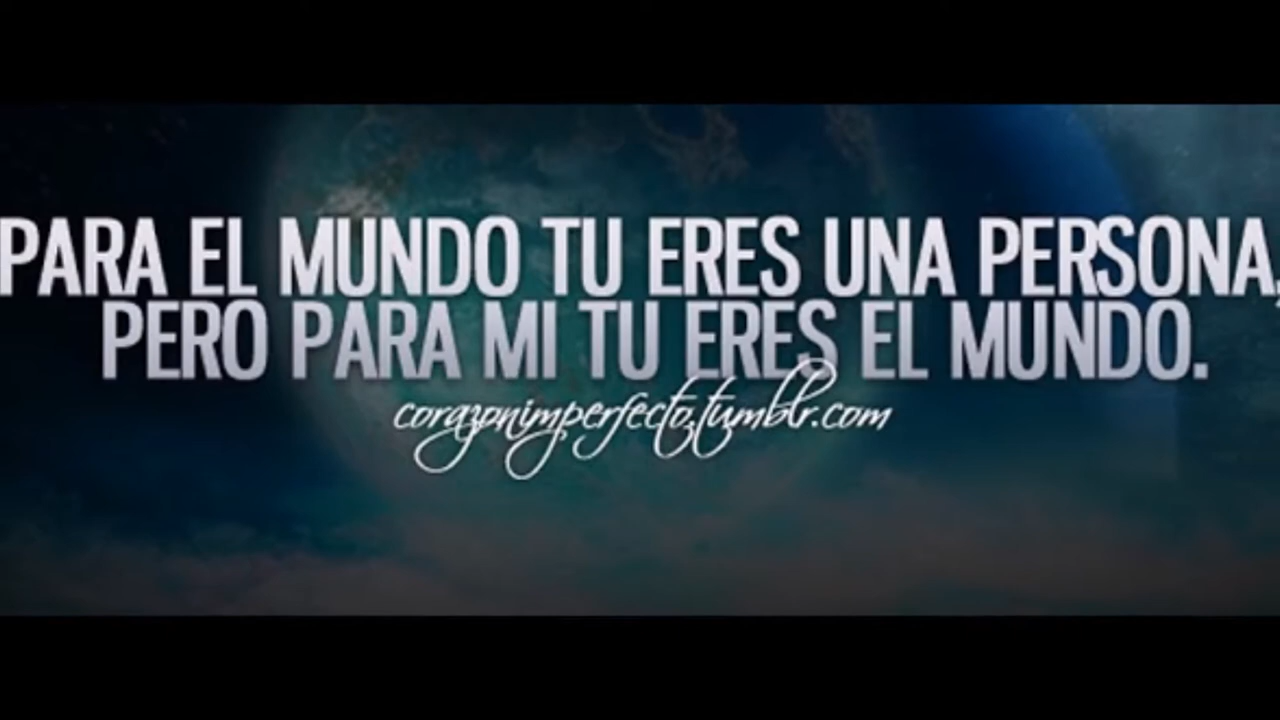 PARA EL MUNDO TU ERES UNA PERSONA,
PERO PARA MI TU ERES EL MUNDO.
corazonimperfecto.tumblr.com